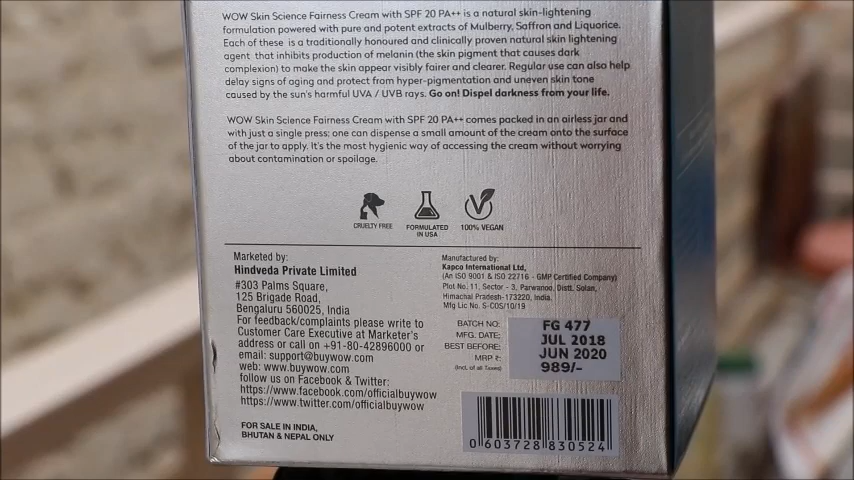 WOW Skin Science Fairness Cream with SPF 20 PA++ is a natural skin-lightening
formulation powered with pure and potent extracts of Mulberry, Saffron and Liquorice.
Each of these is a traditionally honoured and clinically proven natural skin lightening
agent that inhibits production of melanin (the skin pigment that causes dark
complexion) to make the skin appear visibly fairer and clearer. Regular use can also help
delay signs of aging and protect from hyper-pigmentation and uneven skin tone
caused by the sun's harmful UVA / UVB rays. Go on! Dispel darkness from your life.
WOW Skin Science Fairness Cream with SPF 20 PA++ comes packed in an airless jar and
with just a single press; one can dispense a small amount of the cream onto the surface
of the jar to apply. It's the most hygienic way of accessing the cream without worrying
about contamination or spoilage.
CRUELTY FREE
FORMULATED
IN USA
100% VEGAN
Marketed by:
Hindveda Private Limited
#303 Palms Square,
125 Brigade Road,
Bengaluru 560025, India
For feedback/complaints please write to
Customer Care Executive at Marketer's
address or call on +91-80-42896000 or
email: support@buywow.com
web: www.buywow.com
follow us on Facebook & Twitter:
https://www.facebook.com/officialbuywow
https://www.twitter.com/officialbuywow
FOR SALE IN INDIA,
BHUTAN & NEPAL ONLY
Manufactured by:
Kapco International Ltd,
(An ISO 9001 & ISO 22716 - GMP Certified Company)
Plot No. 11, Sector - 3, Parwanoo, Distt. Solan,
Himachal Pradesh-173220, India.
Mfg Lic No. S-COS/10/19
BATCH NO: FG 477
MFG. DATE: JUL 2018
BEST BEFORE: JUN 2020
MRP ₹: 989/-
(Incl. of all Taxes)
0 603728 830524